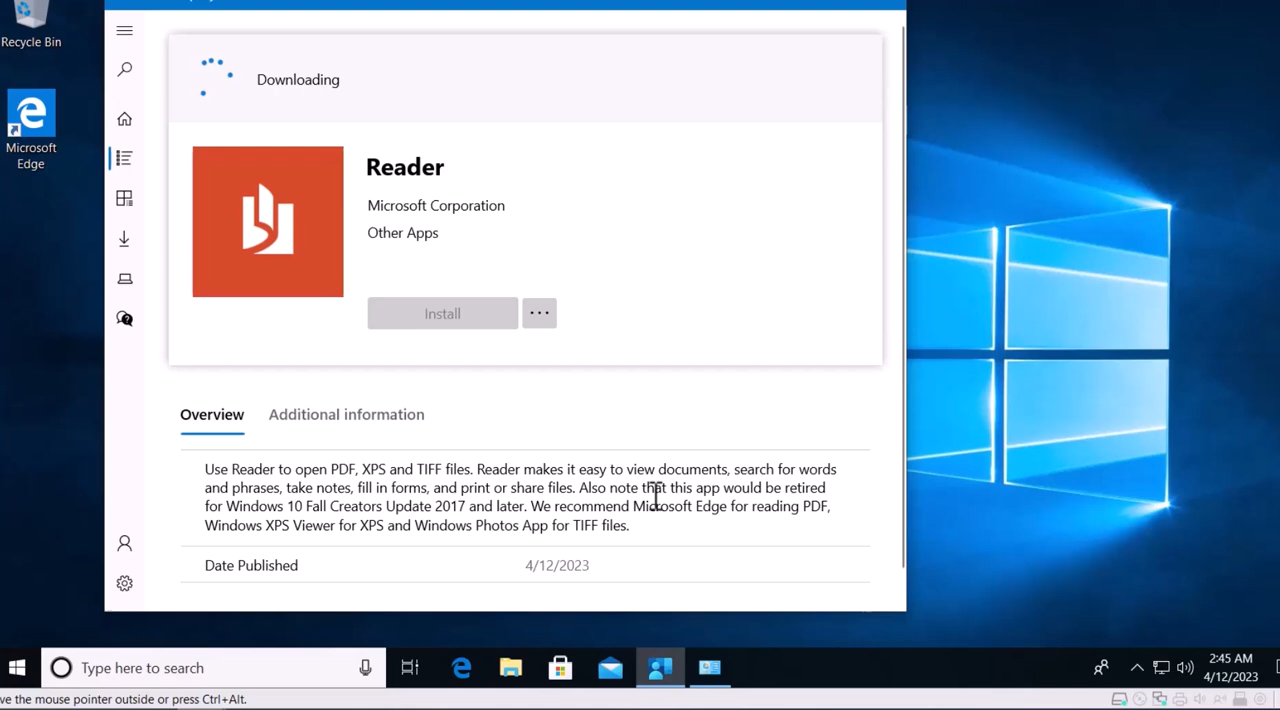 Recycle Bin
Microsoft
Edge
Downloading
Reader
Microsoft Corporation
Other Apps
Install
Overview
Additional information
Use Reader to open PDF, XPS and TIFF files. Reader makes it easy to view documents, search for words
and phrases, take notes, fill in forms, and print or share files. Also note that this app would be retired
for Windows 10 Fall Creators Update 2017 and later. We recommend Microsoft Edge for reading PDF,
Windows XPS Viewer for XPS and Windows Photos App for TIFF files.
Date Published
4/12/2023
Type here to search
2:45 AM
4/12/2023
ve the mouse pointer outside or press Ctrl+Alt.